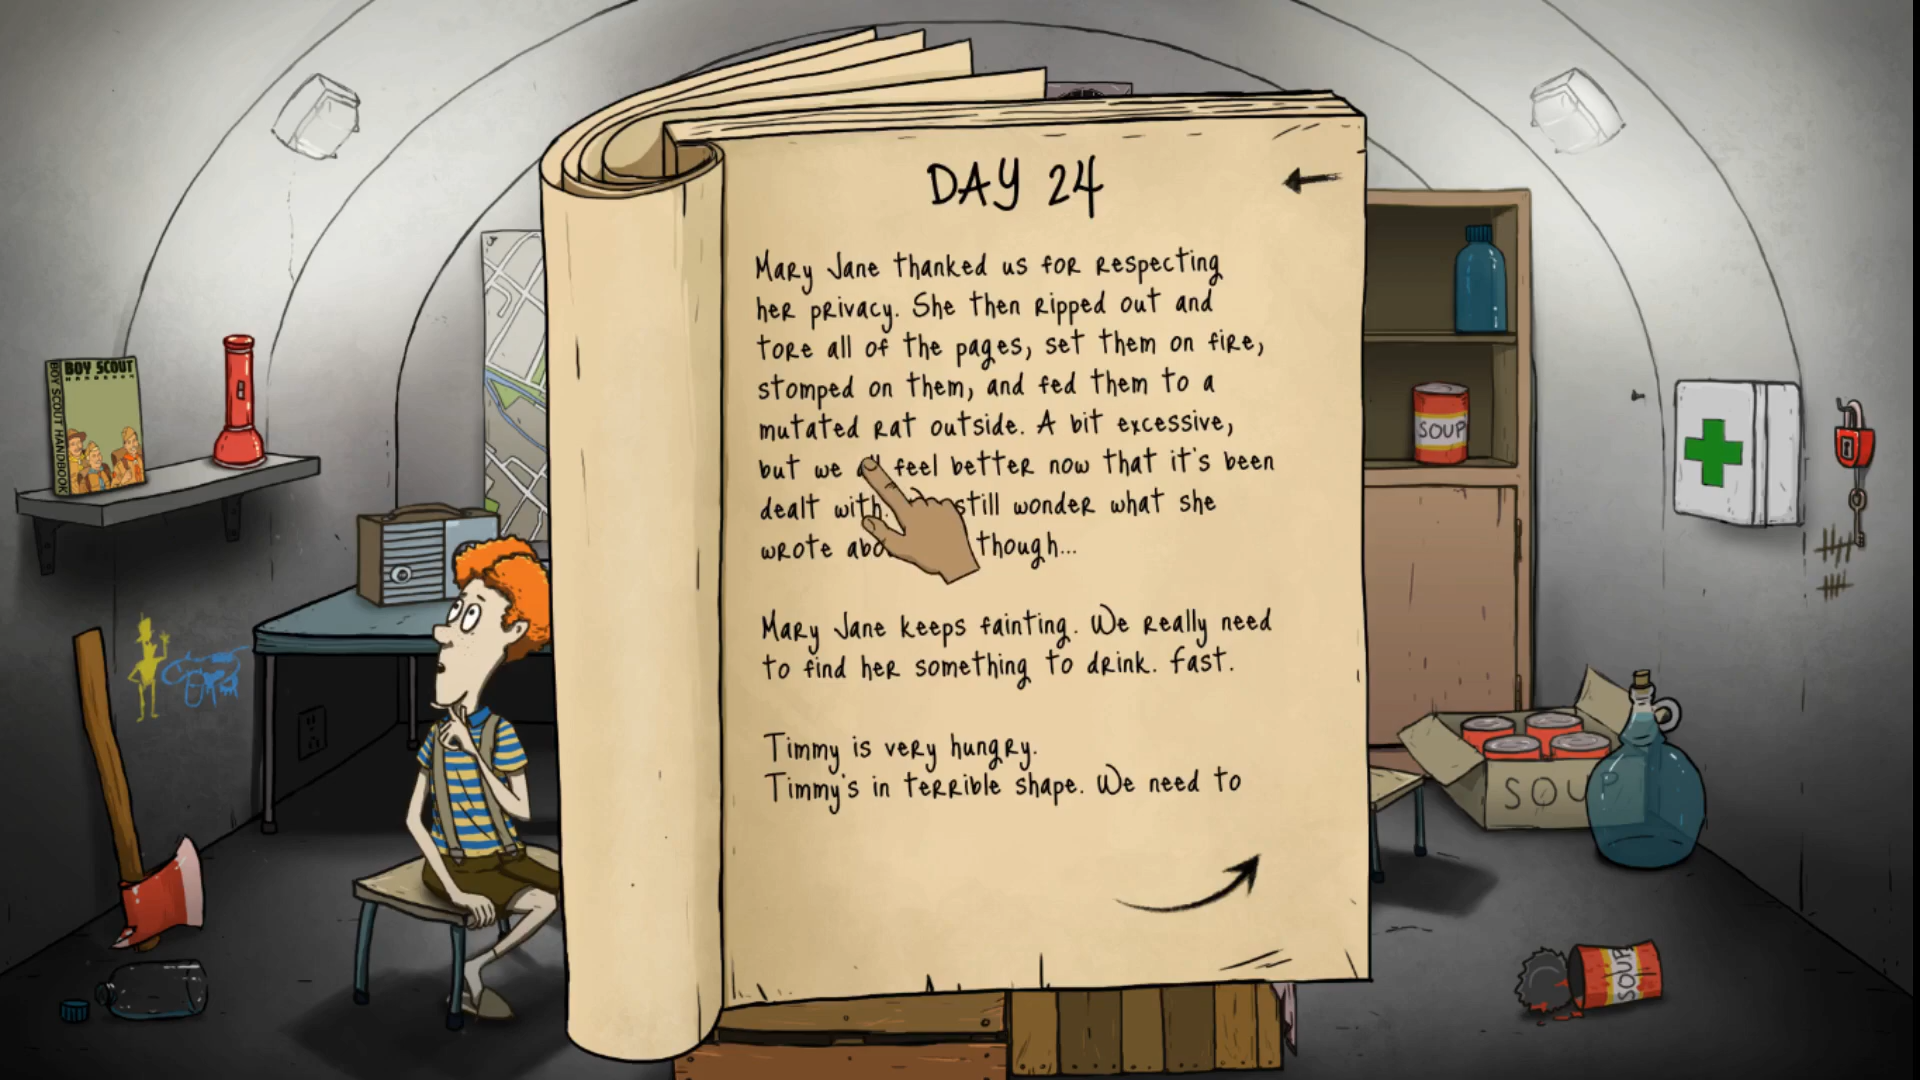 DAY 24
Mary Jane thanked us for respecting
her privacy. She then ripped out and
tore all of the pages, set them on fire,
stomped on them, and fed them to a
mutated rat outside. A bit excessive,
but we all feel better now that it's been
dealt with. still wonder what she
wrote though...
Mary Jane keeps fainting. We really need
to find her something to drink. Fast.
Timmy is very hungry.
Timmy's in terrible shape. We need to
BOY SCOUT
HANDBOOK
BOY SCOUT HANDBOOK
SOUP
SOUP
SOUP